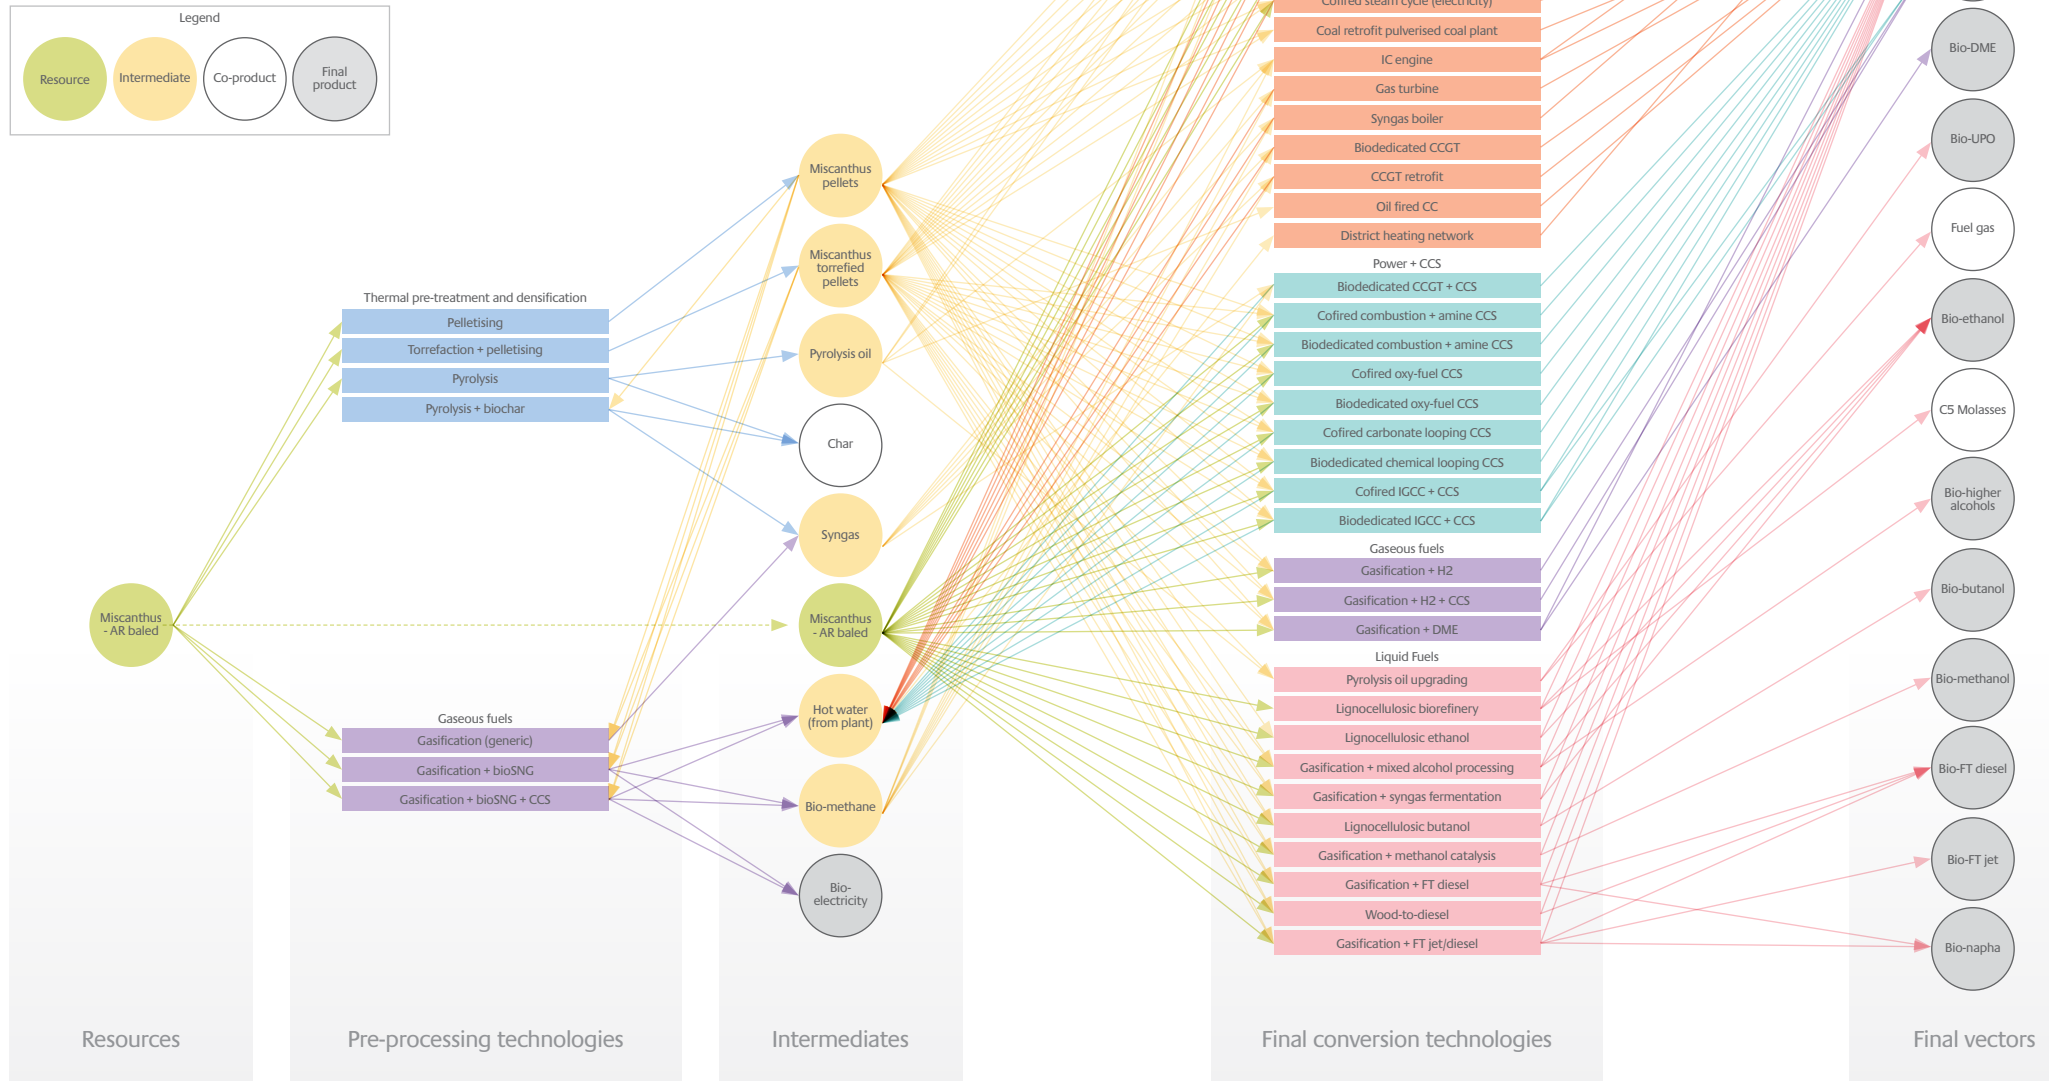 Legend
Resource
Intermediate
Co-product
Final
product
Miscanthus
- AR baled
Thermal pre-treatment and densification
Pelletising
Torrefaction + pelletising
Pyrolysis
Pyrolysis + biochar
Gaseous fuels
Gasification (generic)
Gasification + bioSNG
Gasification + bioSNG + CCS
Miscanthus
pellets
Miscanthus
torrefied
pellets
Pyrolysis oil
Char
Syngas
Miscanthus
- AR baled
Hot water
(from plant)
Bio-methane
Bio-
electricity
Cofired steam cycle (electricity)
Coal retrofit pulverised coal plant
IC engine
Gas turbine
Syngas boiler
Biodedicated CCGT
CCGT retrofit
Oil fired CC
District heating network
Power + CCS
Biodedicated CCGT + CCS
Cofired combustion + amine CCS
Biodedicated combustion + amine CCS
Cofired oxy-fuel CCS
Biodedicated oxy-fuel CCS
Cofired carbonate looping CCS
Biodedicated chemical looping CCS
Cofired IGCC + CCS
Biodedicated IGCC + CCS
Gaseous fuels
Gasification + H2
Gasification + H2 + CCS
Gasification + DME
Liquid Fuels
Pyrolysis oil upgrading
Lignocellulosic biorefinery
Lignocellulosic ethanol
Gasification + mixed alcohol processing
Gasification + syngas fermentation
Lignocellulosic butanol
Gasification + methanol catalysis
Gasification + FT diesel
Wood-to-diesel
Gasification + FT jet/diesel
Bio-DME
Bio-UPO
Fuel gas
Bio-ethanol
C5 Molasses
Bio-higher
alcohols
Bio-butanol
Bio-methanol
Bio-FT diesel
Bio-FT jet
Bio-napha
Resources
Pre-processing technologies
Intermediates
Final conversion technologies
Final vectors